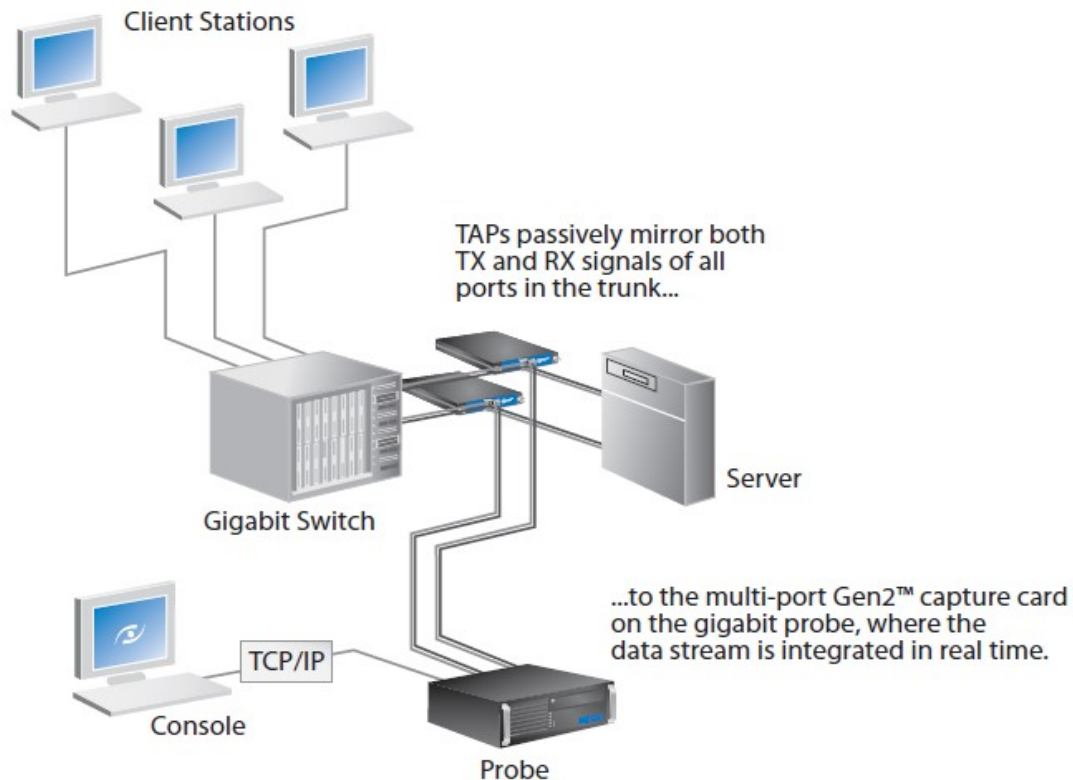 Client Stations
TAPs passively mirror both
TX and RX signals of all
ports in the trunk...
Server
Gigabit Switch
...to the multi-port Gen2™ capture card
on the gigabit probe, where the
data stream is integrated in real time.
TCP/IP
Console
Probe